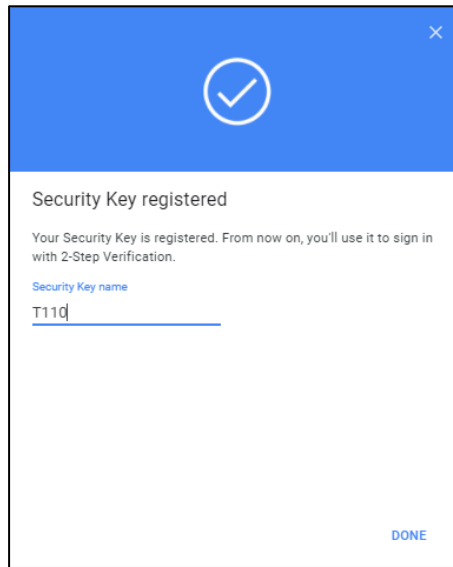 Security Key registered
Your Security Key is registered. From now on, you'll use it to sign in
with 2-Step Verification.
Security Key name
T110
DONE